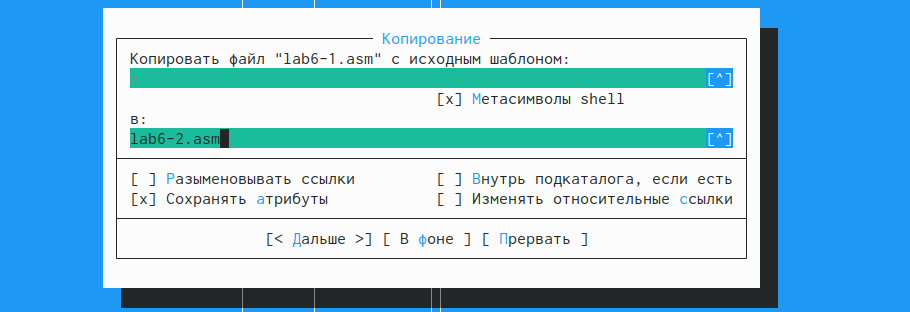 Копирование
Копировать файл "lab6-1.asm" с исходным шаблоном:
* [^]
[x] Метасимволы shell
в:
lab6-2.asm [^]
[ ] Разыменовывать ссылки [ ] Внутрь подкаталога, если есть
[x] Сохранять атрибуты [ ] Изменять относительные ссылки
[< Дальше >] [ В фоне ] [ Прервать ]